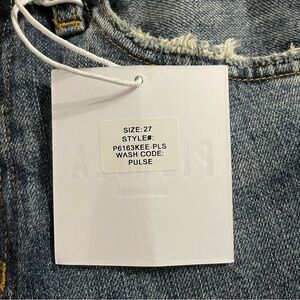 SIZE: 27
STYLE#:
P6163KEE-PLS
WASH CODE:
PULSE